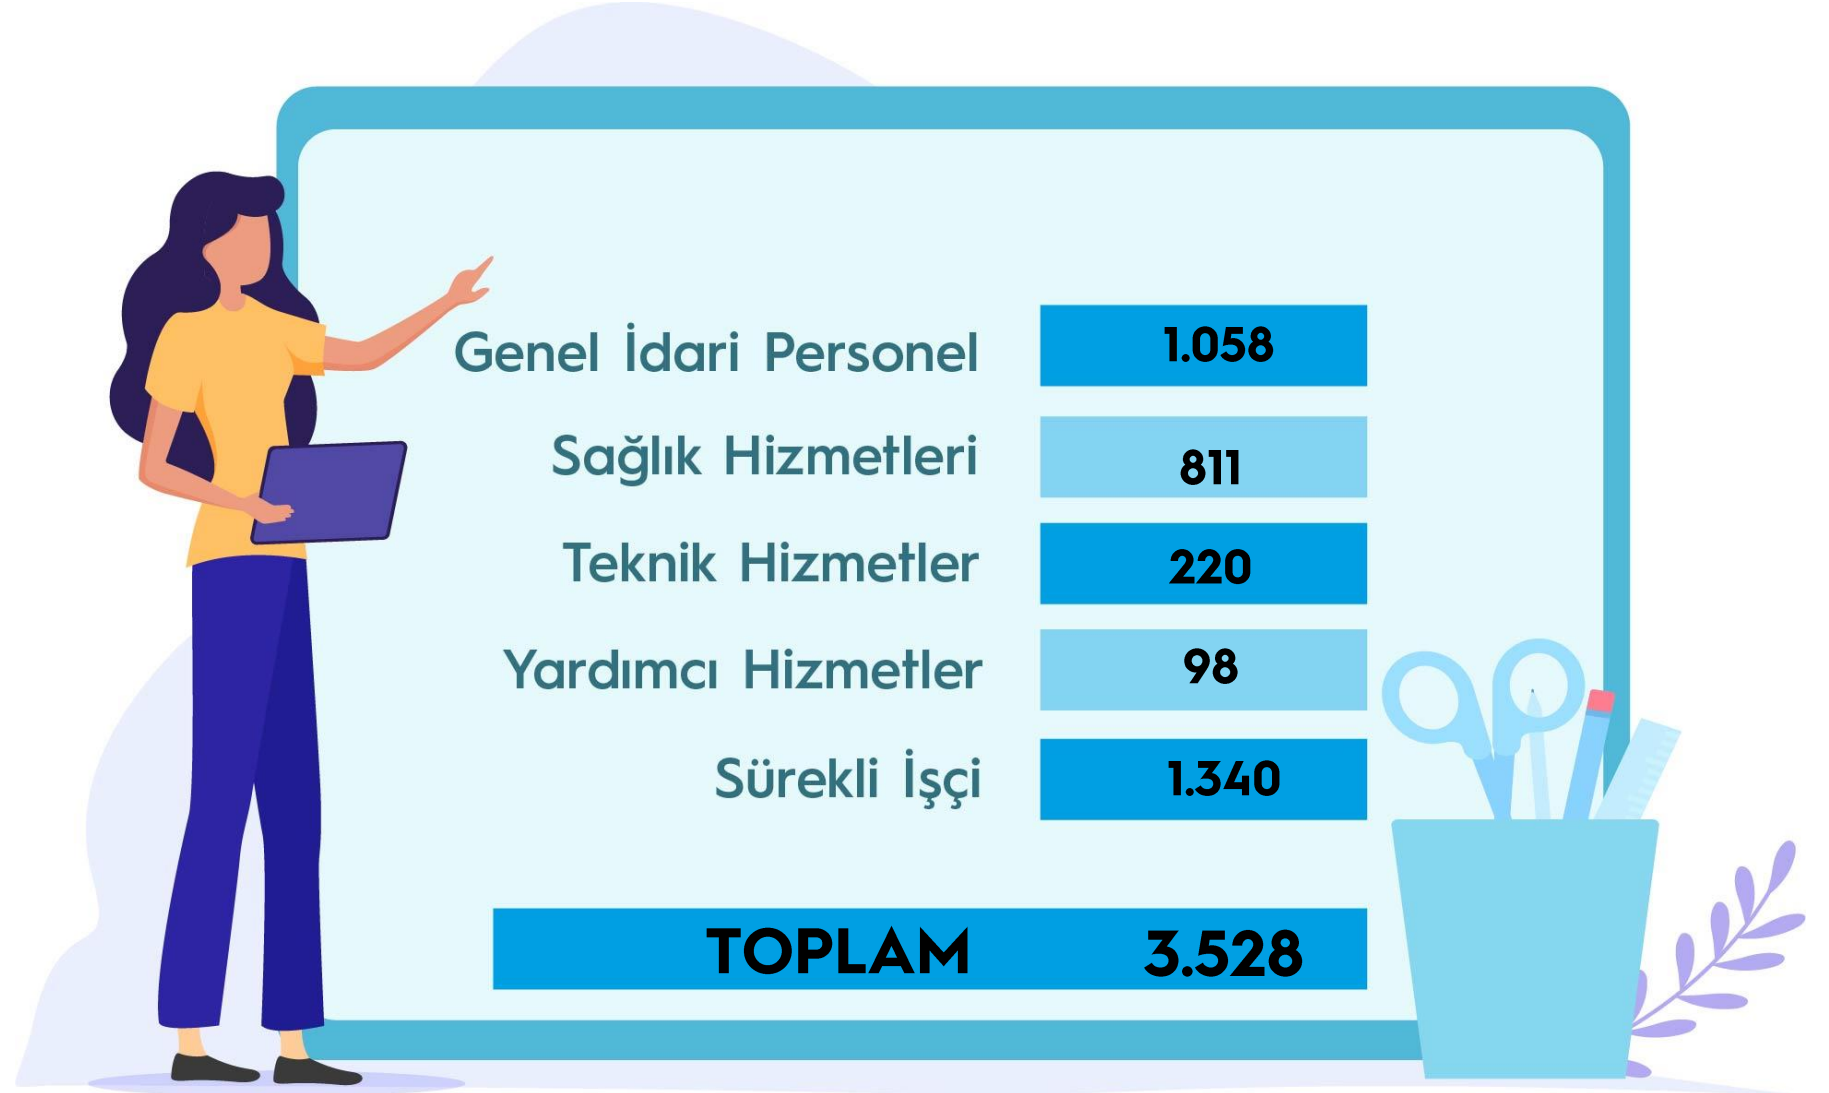 Genel İdari Personel 1.058
Sağlık Hizmetleri 811
Teknik Hizmetler 220
Yardımcı Hizmetler 98
Sürekli İşçi 1.340
TOPLAM 3.528